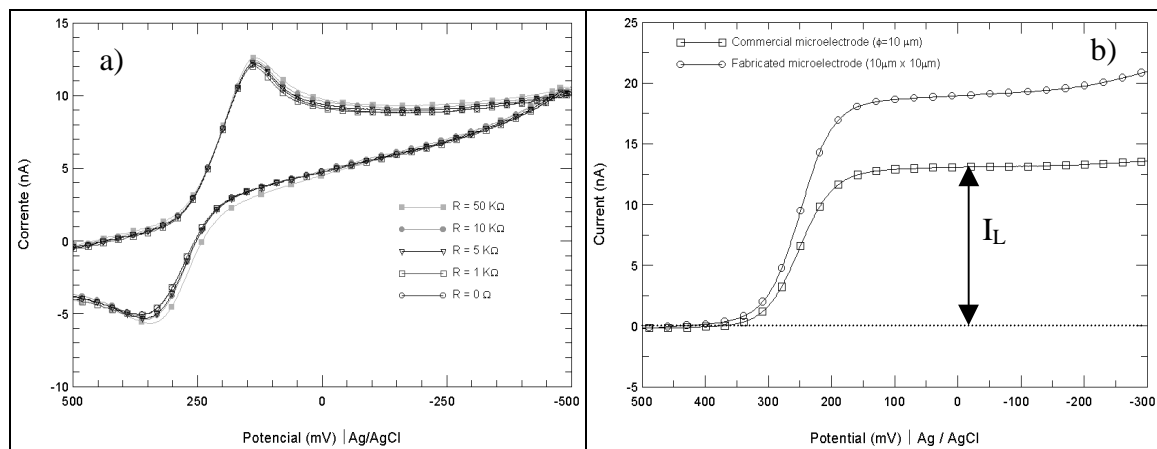 a)
15
10
5
0
-5
-10
Corrente (nA)
R = 50 KΩ
R = 10 KΩ
R = 5 KΩ
R = 1 KΩ
R = 0 Ω
500
250
0
-250
-500
Potencial (mV) | Ag/AgCl
b)
25
20
15
10
5
0
-5
Current (nA)
Commercial microelectrode (ϕ=10 μm)
Fabricated microelectrode (10μm x 10μm)
I_L
500
400
300
200
100
0
-100
-200
-300
Potential (mV) | Ag / AgCl